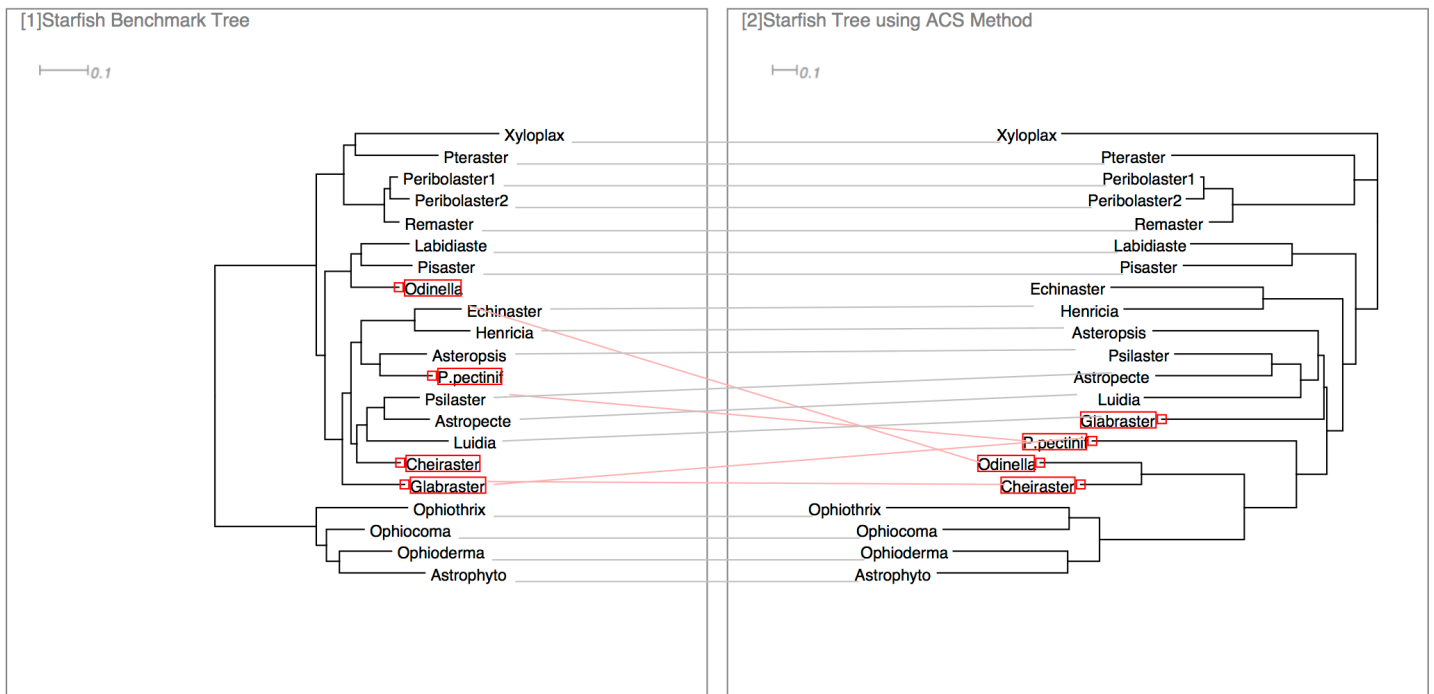 [1]Starfish Benchmark Tree
0.1
Xyloplax
Pteraster
Peribolaster1
Peribolaster2
Remaster
Labidiaste
Pisaster
Odinella
Echinaster
Henricia
Asteropsis
P.pectinif
Psilaster
Astropecte
Luidia
Cheiraster
Glabraster
Ophiothrix
Ophiocoma
Ophioderma
Astrophyto
[2]Starfish Tree using ACS Method
0.1
Xyloplax
Pteraster
Peribolaster1
Peribolaster2
Remaster
Labidiaste
Pisaster
Echinaster
Henricia
Asteropsis
Psilaster
Astropecte
Luidia
Glabraster
P.pectinif
Odinella
Cheiraster
Ophiothrix
Ophiocoma
Ophioderma
Astrophyto